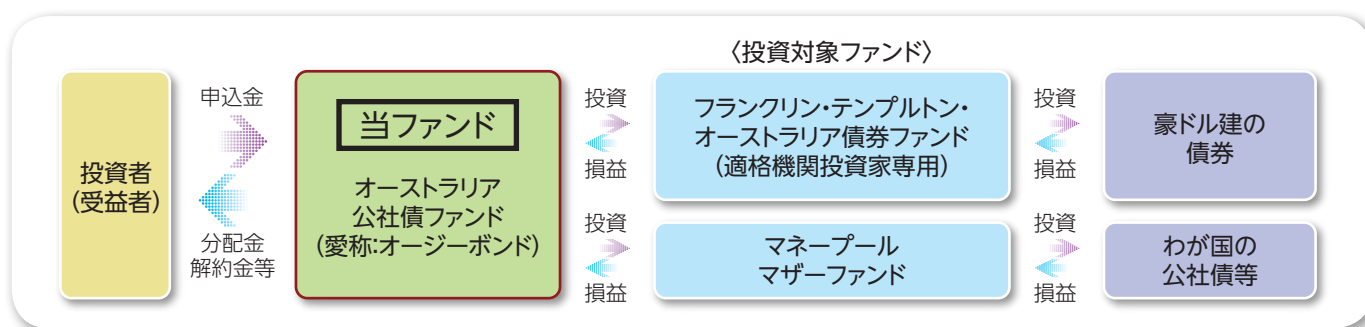 〈投資対象ファンド〉
投資者
(受益者)
申込金
分配金
解約金等
当ファンド
オーストラリア
公社債ファンド
(愛称:オージーボンド)
投資
損益
フランクリン・テンプルトン・
オーストラリア債券ファンド
(適格機関投資家専用)
投資
損益
豪ドル建の
債券
投資
損益
マネープール
マザーファンド
投資
損益
わが国の
公社債等